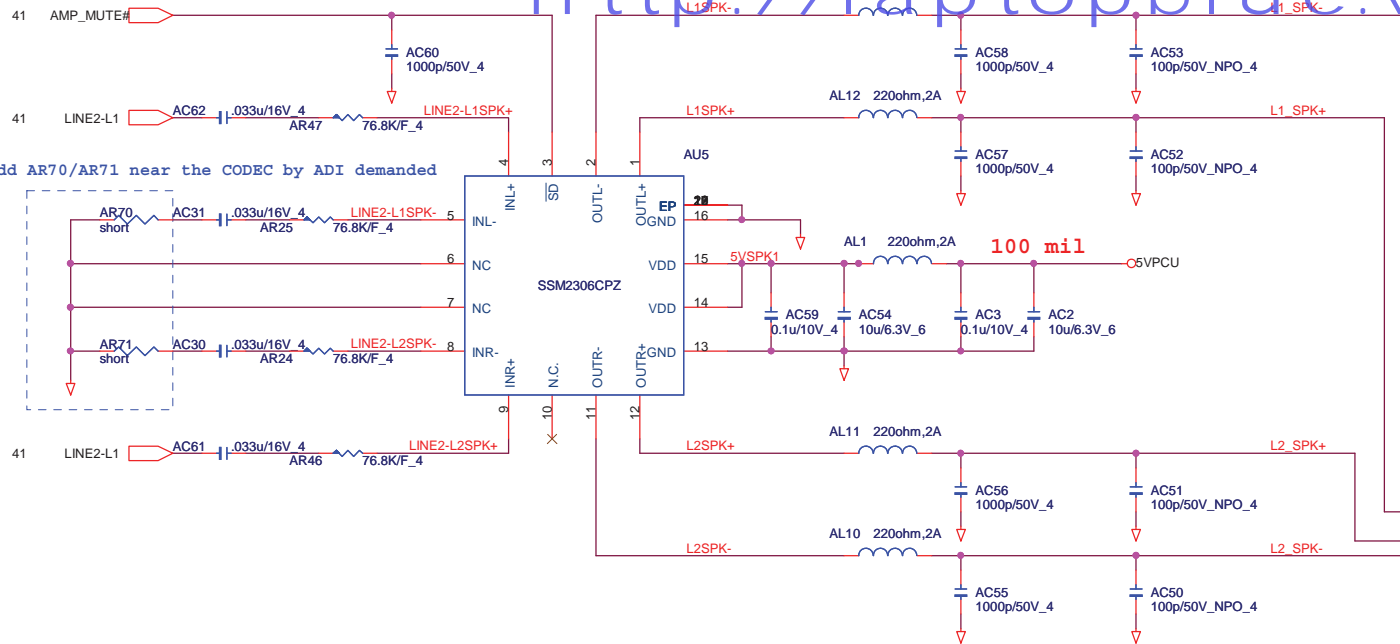 http://laptopblue.v
41 AMP_MUTE#
L1SPK-
L1_SPK-
AC60
1000p/50V_4
AC58
1000p/50V_4
AC53
100p/50V_NPO_4
41 LINE2-L1
AC62 .033u/16V_4
AR47 76.8K/F_4
LINE2-L1SPK+
L1SPK+
AL12 220ohm,2A
L1_SPK+
AC57
1000p/50V_4
AC52
100p/50V_NPO_4
dd AR70/AR71 near the CODEC by ADI demanded
4 3 2 1
AU5
INL+ SD OUTL- OUTL+
AR70
short
AC31 .033u/16V_4
AR25 76.8K/F_4
LINE2-L1SPK-
5 INL-
EP
OGND 16
6 NC
VDD 15
5VSPK1
AL1 220ohm,2A
100 mil
5VPCU
SSM2306CPZ
7 NC
VDD 14
AC59
0.1u/10V_4
AC54
10u/6.3V_6
AC3
0.1u/10V_4
AC2
10u/6.3V_6
AR71
short
AC30 .033u/16V_4
AR24 76.8K/F_4
LINE2-L2SPK-
8 INR-
GND 13
INR+ N.C. OUTR- OUTR+
9 10 11 12
41 LINE2-L1
AC61 .033u/16V_4
AR46 76.8K/F_4
LINE2-L2SPK+
L2SPK+
AL11 220ohm,2A
L2_SPK+
AC56
1000p/50V_4
AC51
100p/50V_NPO_4
L2SPK-
AL10 220ohm,2A
L2_SPK-
AC55
1000p/50V_4
AC50
100p/50V_NPO_4